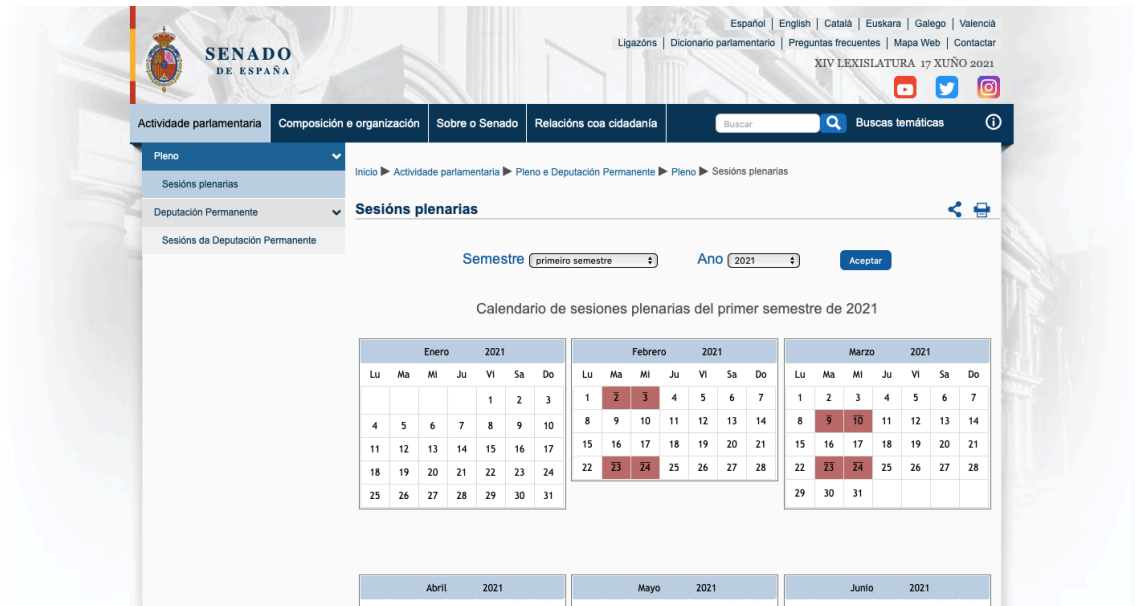 Español | English | Català | Euskara | Galego | Valencià
Ligazóns | Dicionario parlamentario | Preguntas frecuentes | Mapa Web | Contactar
SENADO
DE ESPAÑA
XIV LEXISLATURA 17 XUÑO 2021
Actividade parlamentaria Composición e organización Sobre o Senado Relacións coa cidadanía Buscar Buscas temáticas
Pleno
Sesións plenarias
Deputación Permanente
Sesións da Deputación Permanente
Inicio Actividade parlamentaria Pleno e Deputación Permanente Pleno Sesións plenarias
Sesións plenarias
Semestre primeiro semestre Ano 2021 Aceptar
Calendario de sesiones plenarias del primer semestre de 2021
Enero 2021
Lu Ma Mi Ju Vi Sa Do
1 2 3
4 5 6 7 8 9 10
11 12 13 14 15 16 17
18 19 20 21 22 23 24
25 26 27 28 29 30 31
Febrero 2021
Lu Ma Mi Ju Vi Sa Do
1 2 3 4 5 6 7
8 9 10 11 12 13 14
15 16 17 18 19 20 21
22 23 24 25 26 27 28
Marzo 2021
Lu Ma Mi Ju Vi Sa Do
1 2 3 4 5 6 7
8 9 10 11 12 13 14
15 16 17 18 19 20 21
22 23 24 25 26 27 28
29 30 31
Abril 2021
Mayo 2021
Junio 2021